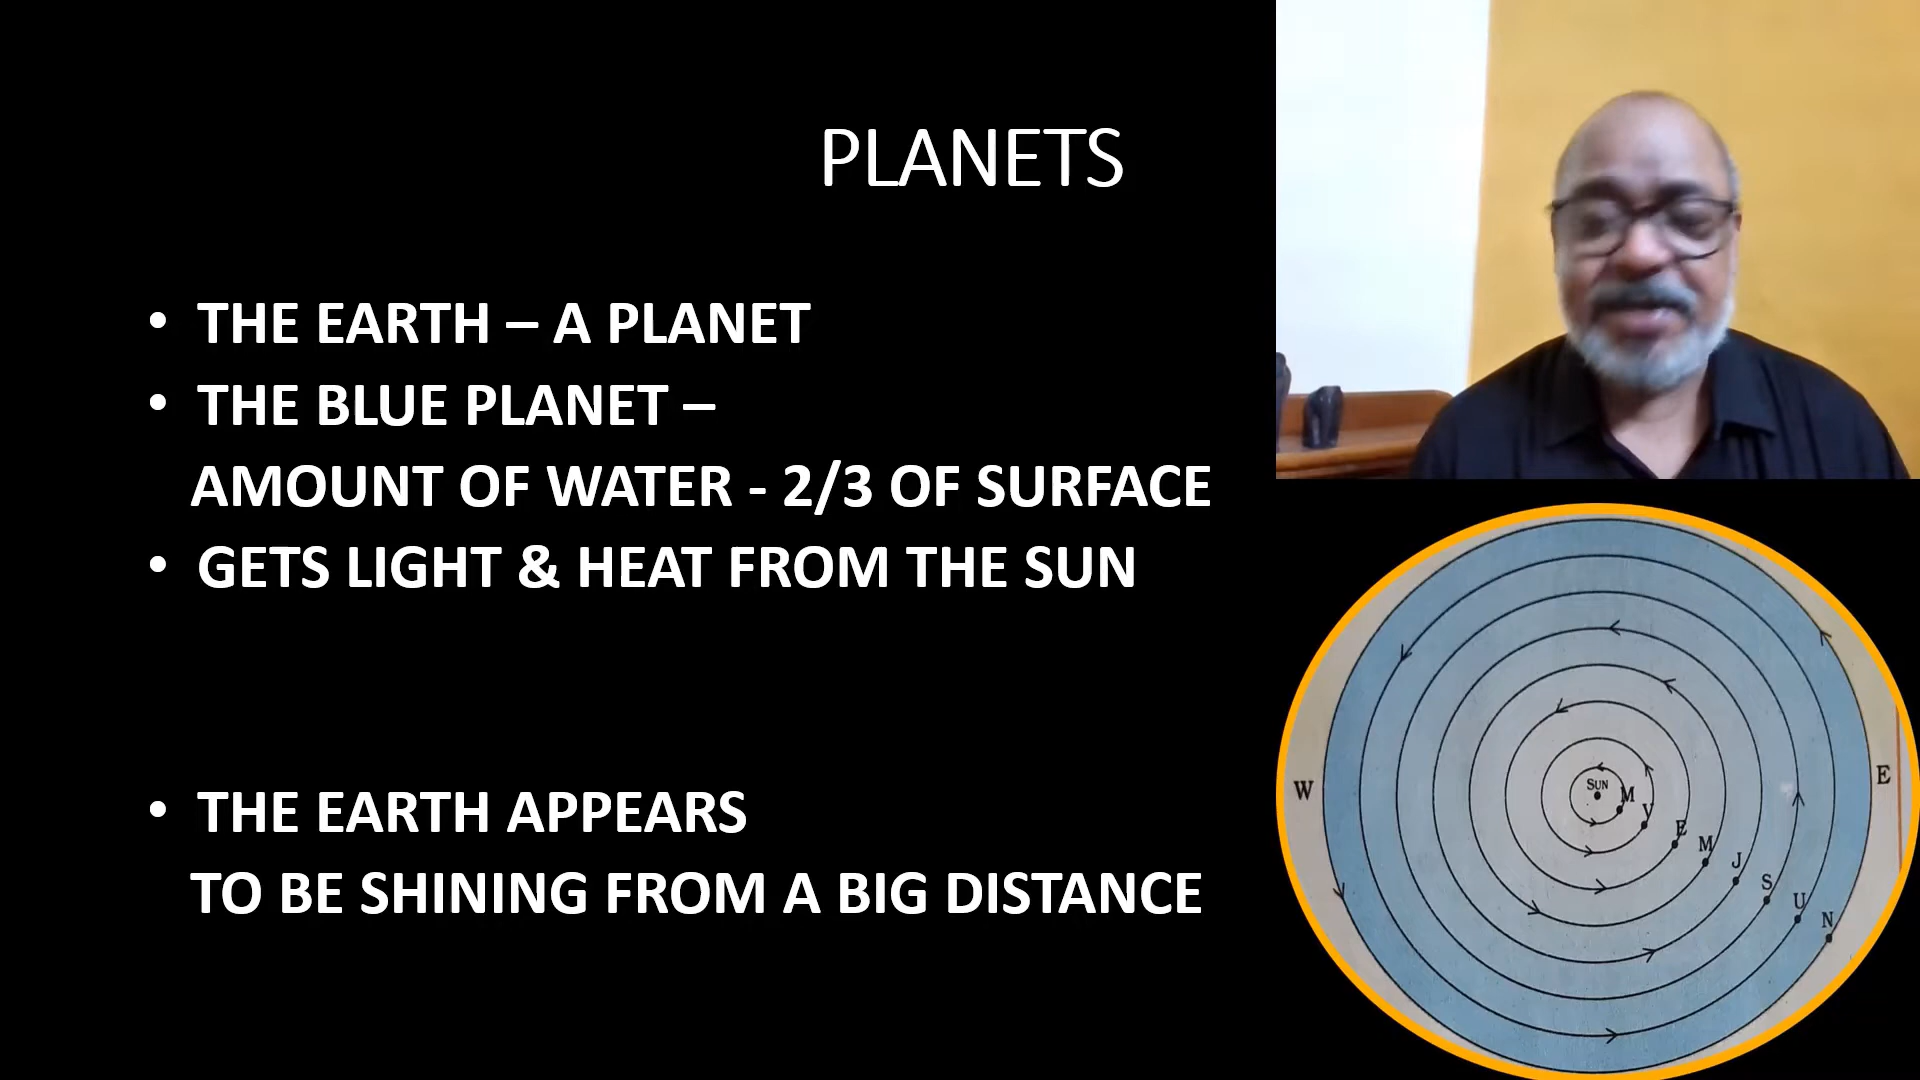 PLANETS
• THE EARTH – A PLANET
• THE BLUE PLANET –
AMOUNT OF WATER - 2/3 OF SURFACE
• GETS LIGHT & HEAT FROM THE SUN
• THE EARTH APPEARS
TO BE SHINING FROM A BIG DISTANCE
W
E
SUN
M
V
E
M
J
S
U
N